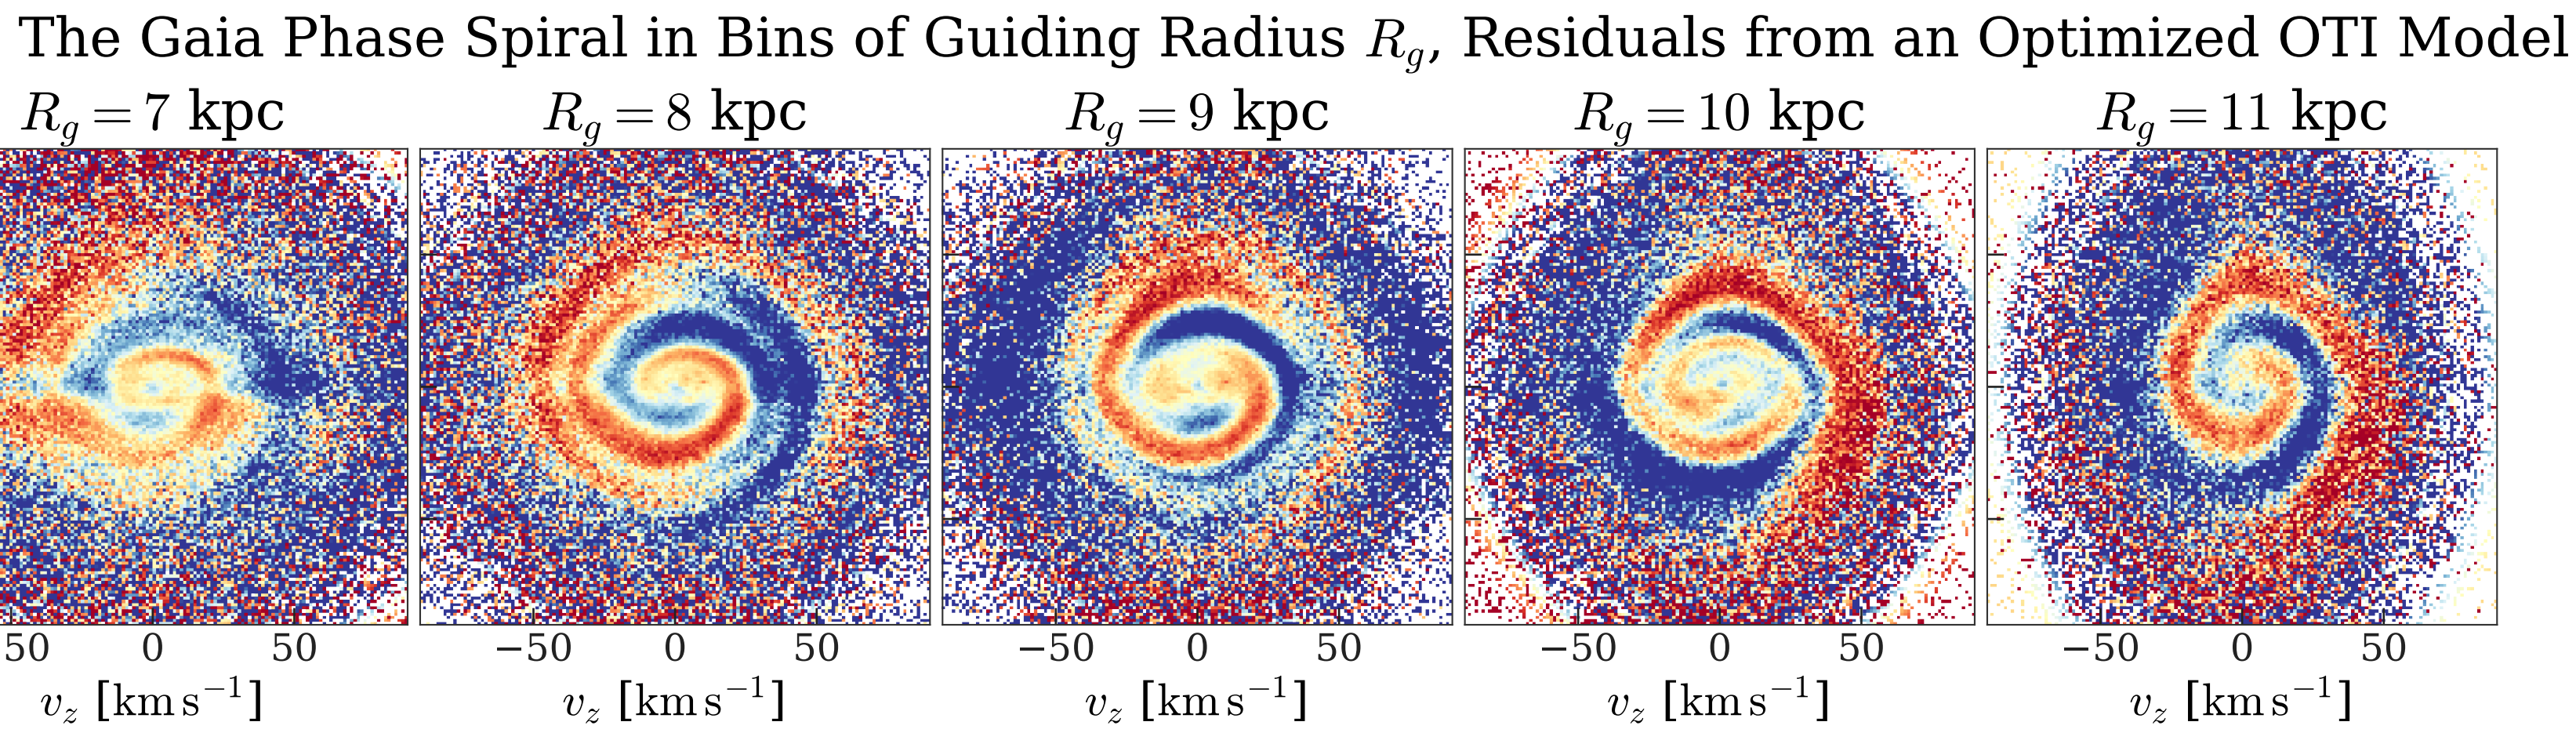 The Gaia Phase Spiral in Bins of Guiding Radius R_g, Residuals from an Optimized OTI Model
R_g = 7 kpc R_g = 8 kpc R_g = 9 kpc R_g = 10 kpc R_g = 11 kpc
50 0 50 −50 0 50 −50 0 50 −50 0 50 −50 0 50
v_z [km s⁻¹] v_z [km s⁻¹] v_z [km s⁻¹] v_z [km s⁻¹] v_z [km s⁻¹]